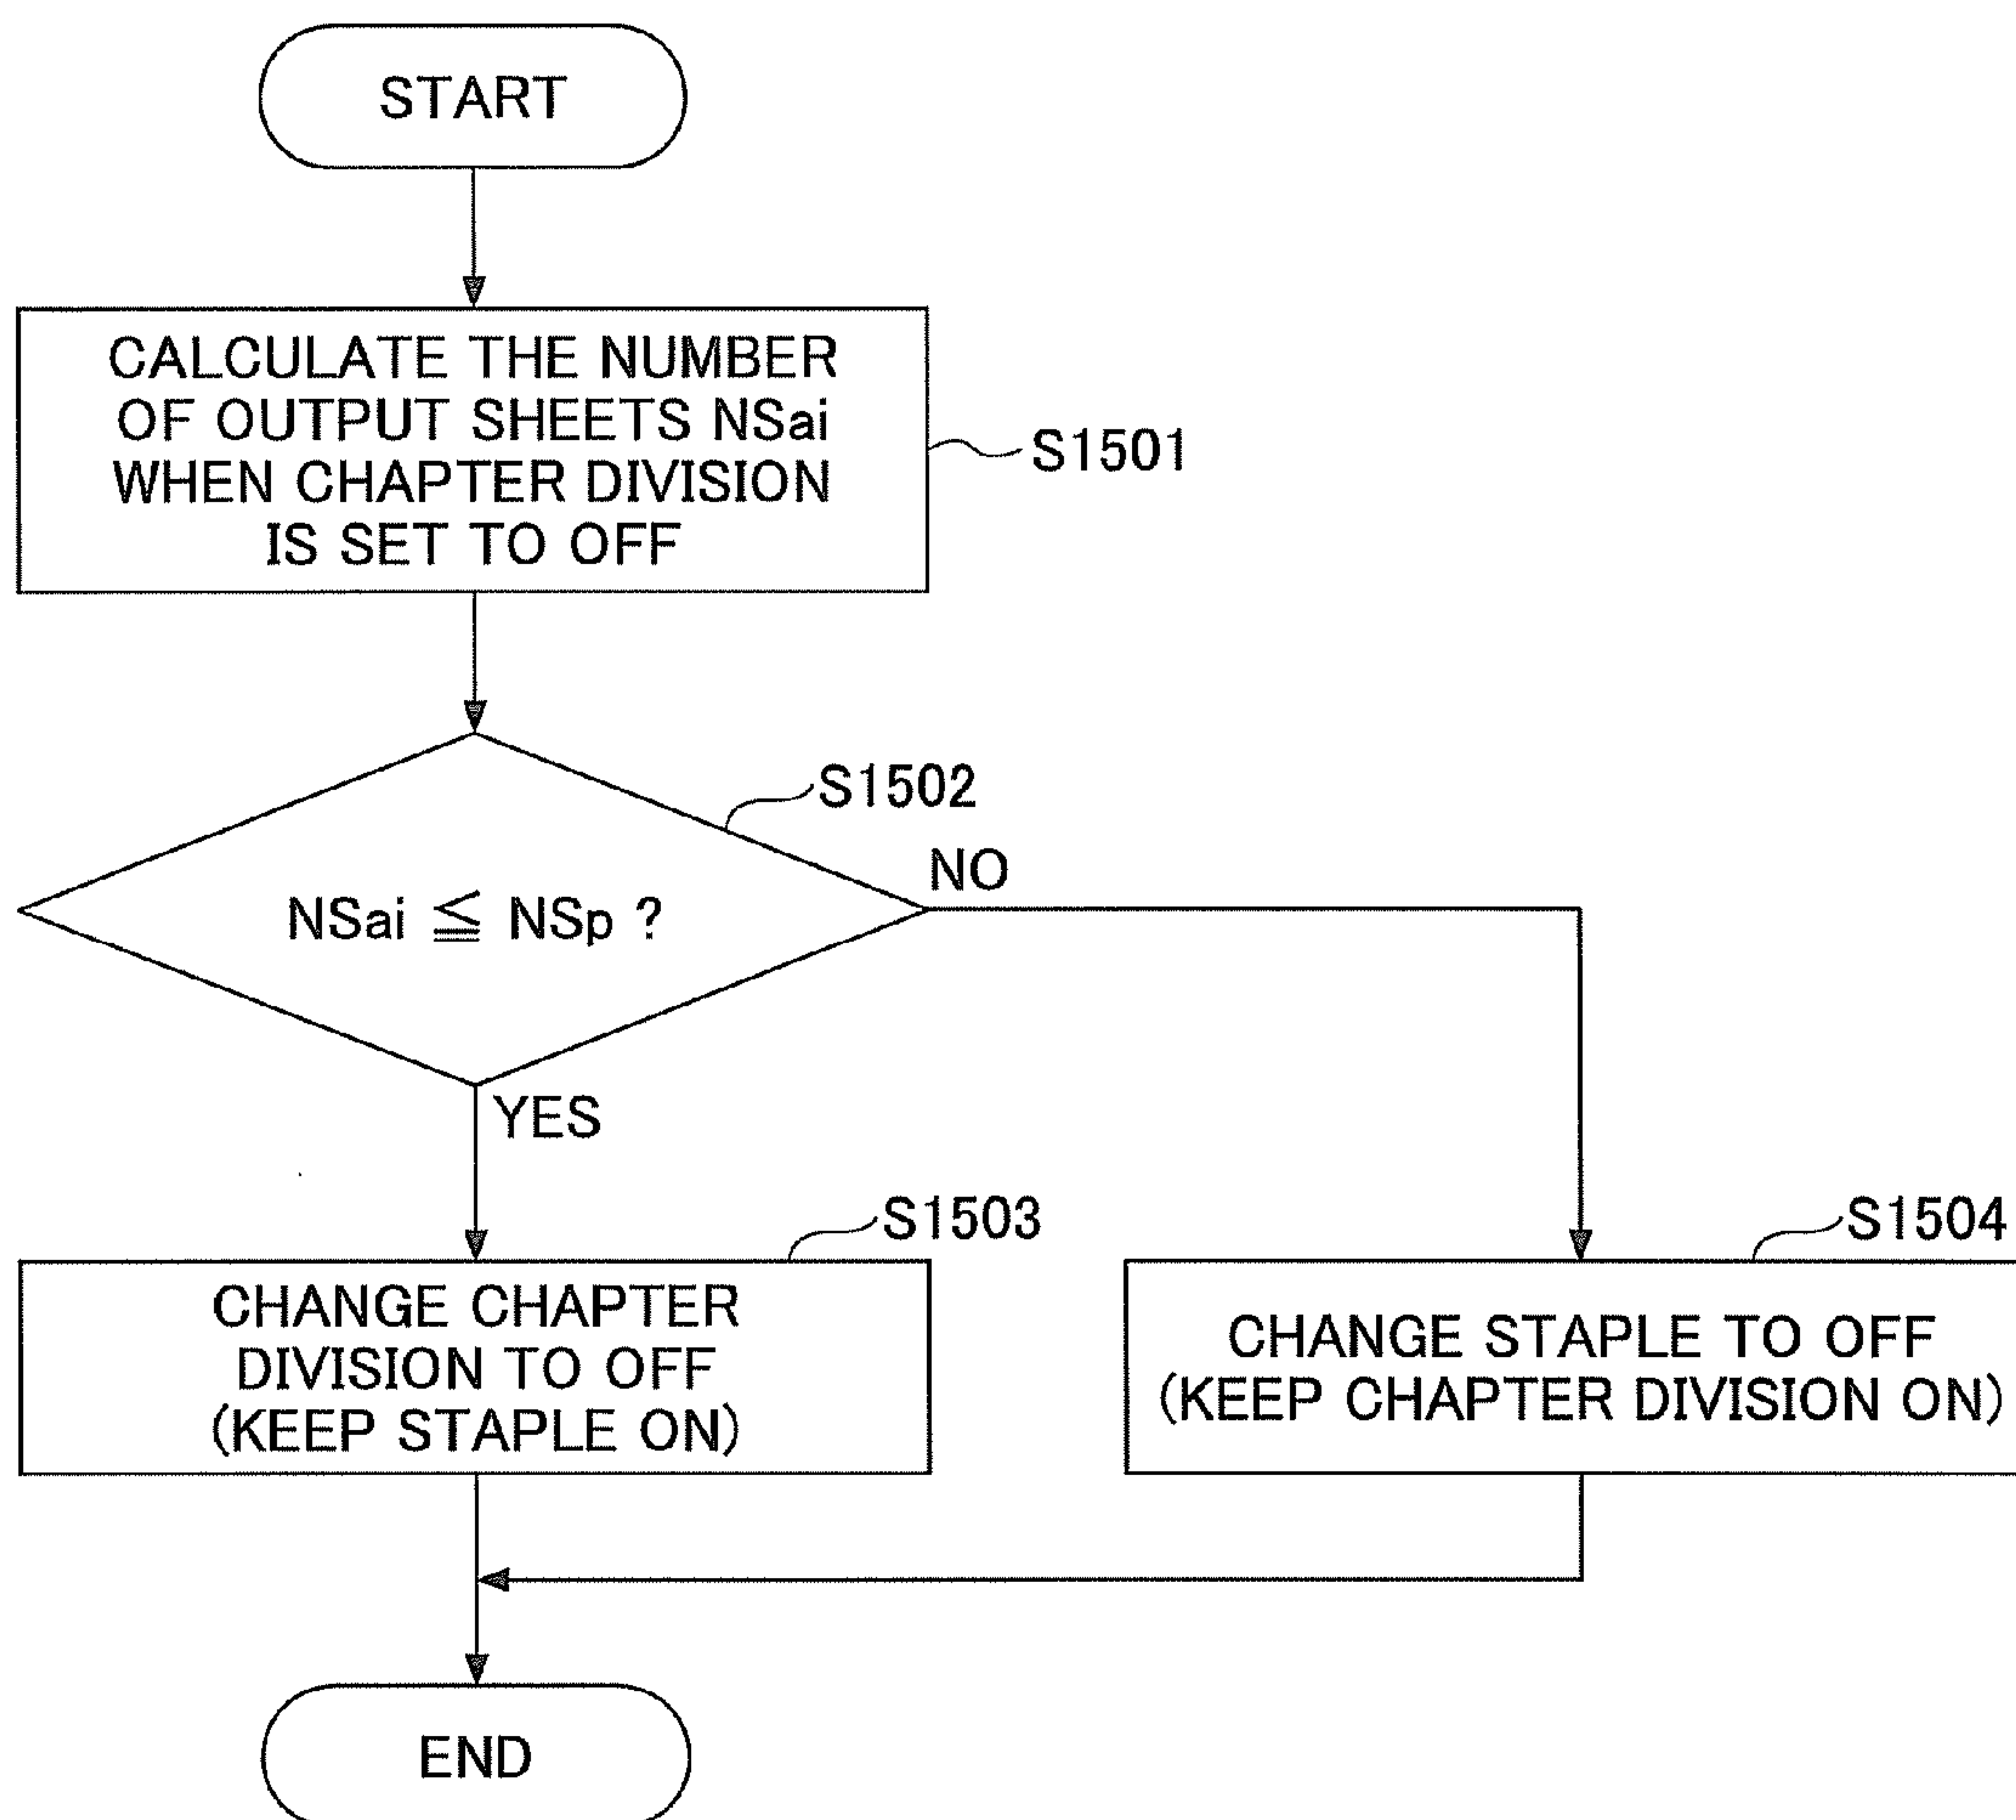 START
CALCULATE THE NUMBER
OF OUTPUT SHEETS NSai
WHEN CHAPTER DIVISION
IS SET TO OFF
S1501
S1502
NSai ≦ NSp ?
NO
YES
S1503
CHANGE CHAPTER
DIVISION TO OFF
(KEEP STAPLE ON)
S1504
CHANGE STAPLE TO OFF
(KEEP CHAPTER DIVISION ON)
END